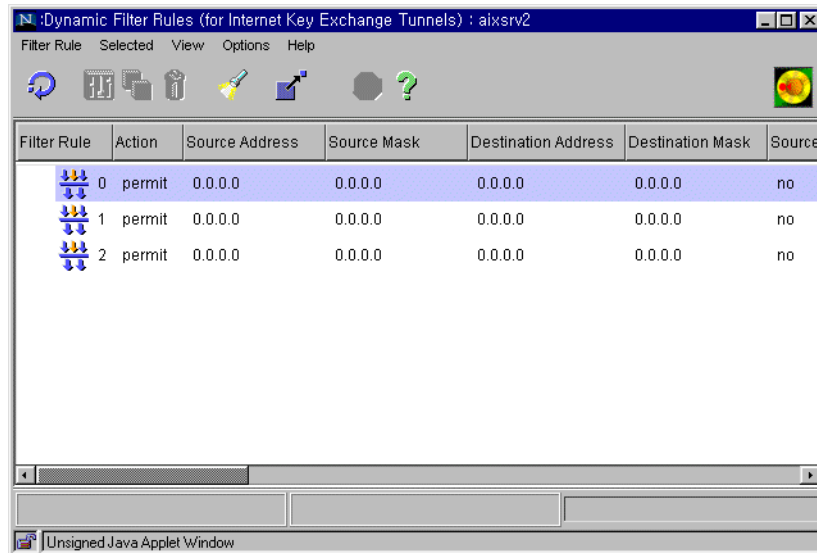 N :Dynamic Filter Rules (for Internet Key Exchange Tunnels) : aixsrv2
Filter Rule Selected View Options Help
Filter Rule Action Source Address Source Mask Destination Address Destination Mask Source
0 permit 0.0.0.0 0.0.0.0 0.0.0.0 0.0.0.0 no
1 permit 0.0.0.0 0.0.0.0 0.0.0.0 0.0.0.0 no
2 permit 0.0.0.0 0.0.0.0 0.0.0.0 0.0.0.0 no
Unsigned Java Applet Window